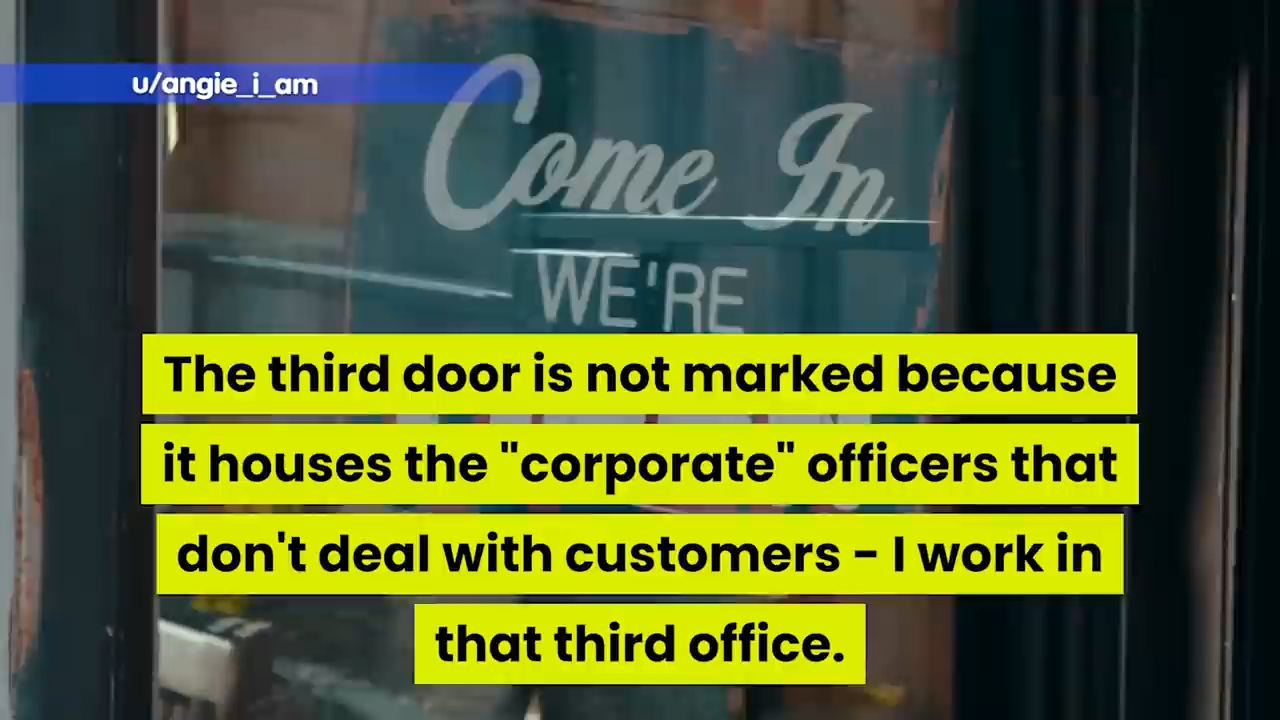 u/angie_i_am
Come In
WE'RE
The third door is not marked because
it houses the "corporate" officers that
don't deal with customers – I work in
that third office.